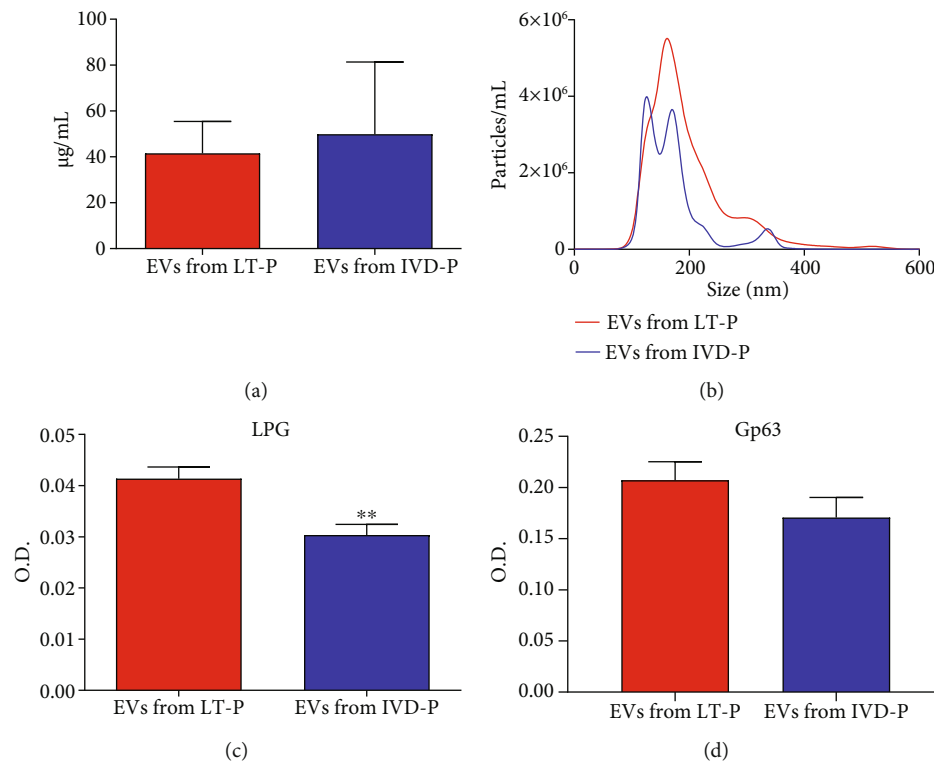 100
80
60
40
20
0
µg/mL
EVs from LT-P
EVs from IVD-P
(a)
6×10⁶
4×10⁶
2×10⁶
0
Particles/mL
0
200
400
600
Size (nm)
EVs from LT-P
EVs from IVD-P
(b)
LPG
0.05
0.04
0.03
0.02
0.01
0.00
O.D.
**
EVs from LT-P
EVs from IVD-P
(c)
Gp63
0.25
0.20
0.15
0.10
0.05
0.00
O.D.
EVs from LT-P
EVs from IVD-P
(d)